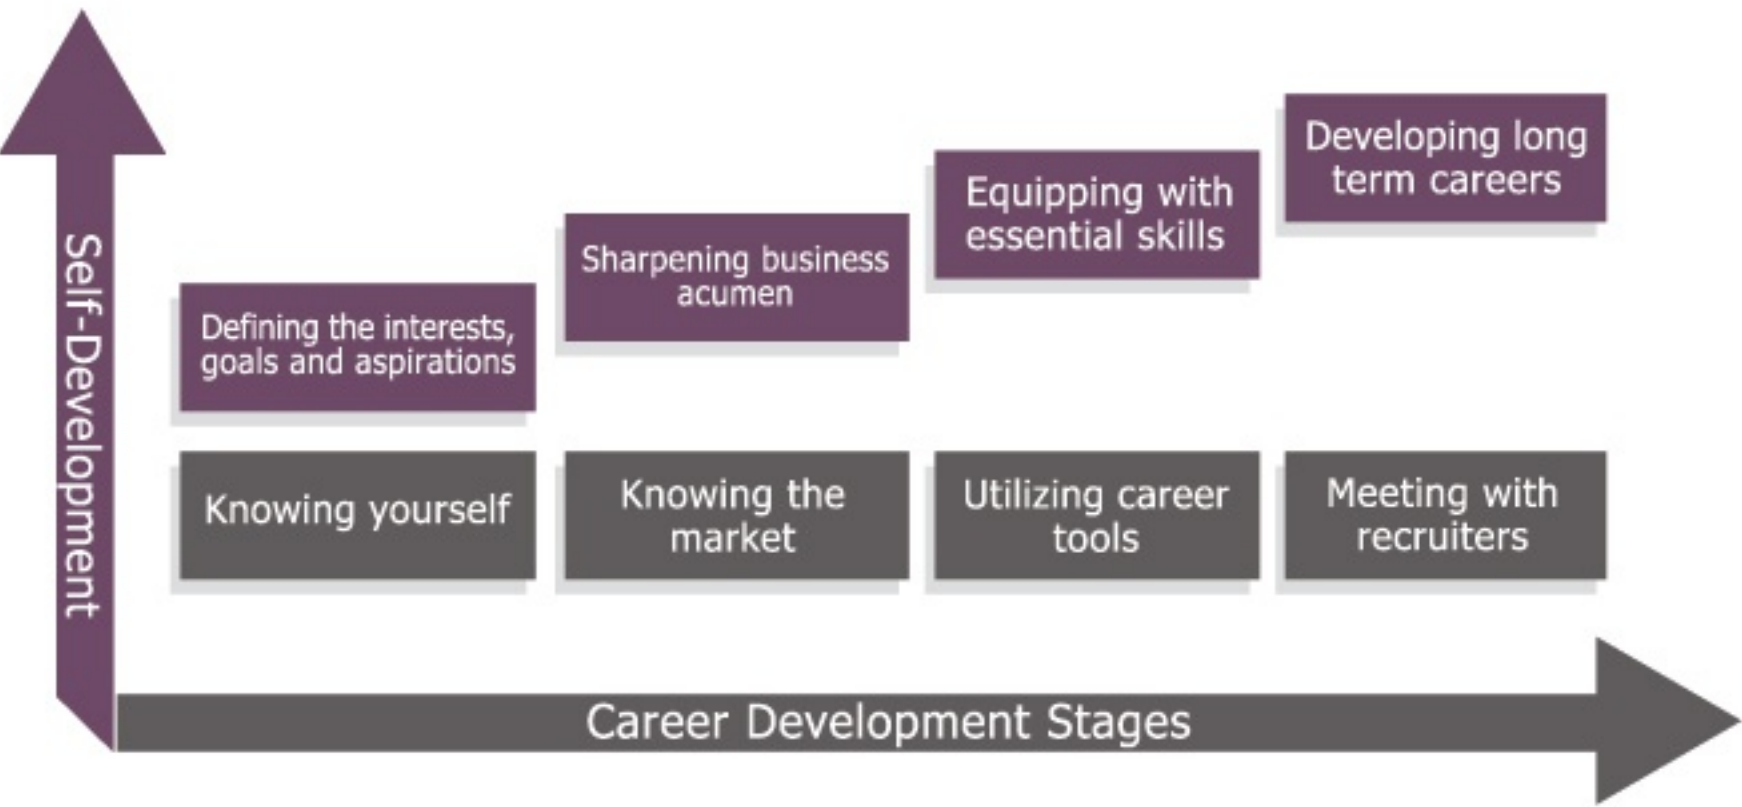 Self-Development
Developing long
term careers
Equipping with
essential skills
Sharpening business
acumen
Defining the interests,
goals and aspirations
Knowing yourself
Knowing the
market
Utilizing career
tools
Meeting with
recruiters
Career Development Stages